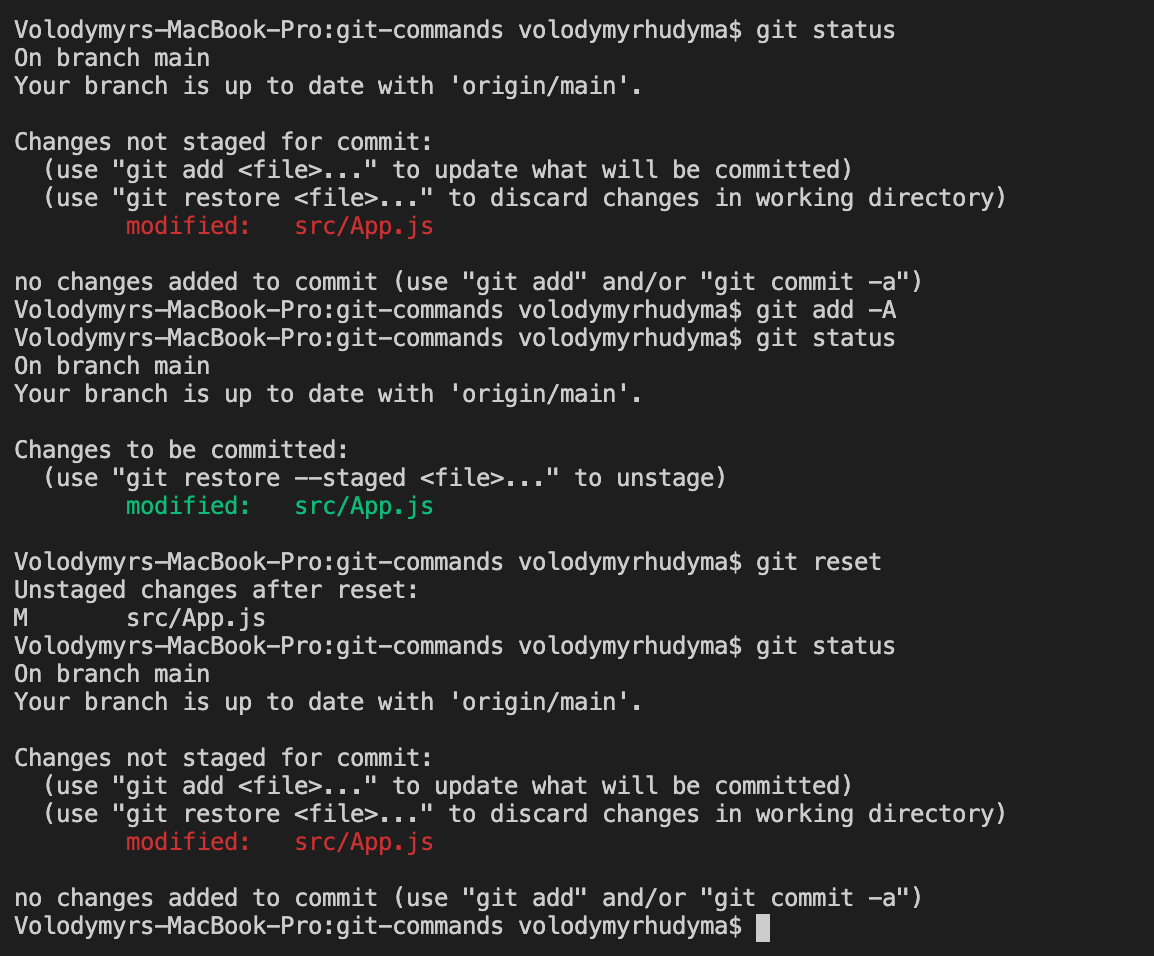 Volodymyrs-MacBook-Pro:git-commands volodymyrhudyma$ git status
On branch main
Your branch is up to date with 'origin/main'.

Changes not staged for commit:
  (use "git add <file>..." to update what will be committed)
  (use "git restore <file>..." to discard changes in working directory)
        modified:   src/App.js

no changes added to commit (use "git add" and/or "git commit -a")
Volodymyrs-MacBook-Pro:git-commands volodymyrhudyma$ git add -A
Volodymyrs-MacBook-Pro:git-commands volodymyrhudyma$ git status
On branch main
Your branch is up to date with 'origin/main'.

Changes to be committed:
  (use "git restore --staged <file>..." to unstage)
        modified:   src/App.js

Volodymyrs-MacBook-Pro:git-commands volodymyrhudyma$ git reset
Unstaged changes after reset:
M       src/App.js
Volodymyrs-MacBook-Pro:git-commands volodymyrhudyma$ git status
On branch main
Your branch is up to date with 'origin/main'.

Changes not staged for commit:
  (use "git add <file>..." to update what will be committed)
  (use "git restore <file>..." to discard changes in working directory)
        modified:   src/App.js

no changes added to commit (use "git add" and/or "git commit -a")
Volodymyrs-MacBook-Pro:git-commands volodymyrhudyma$